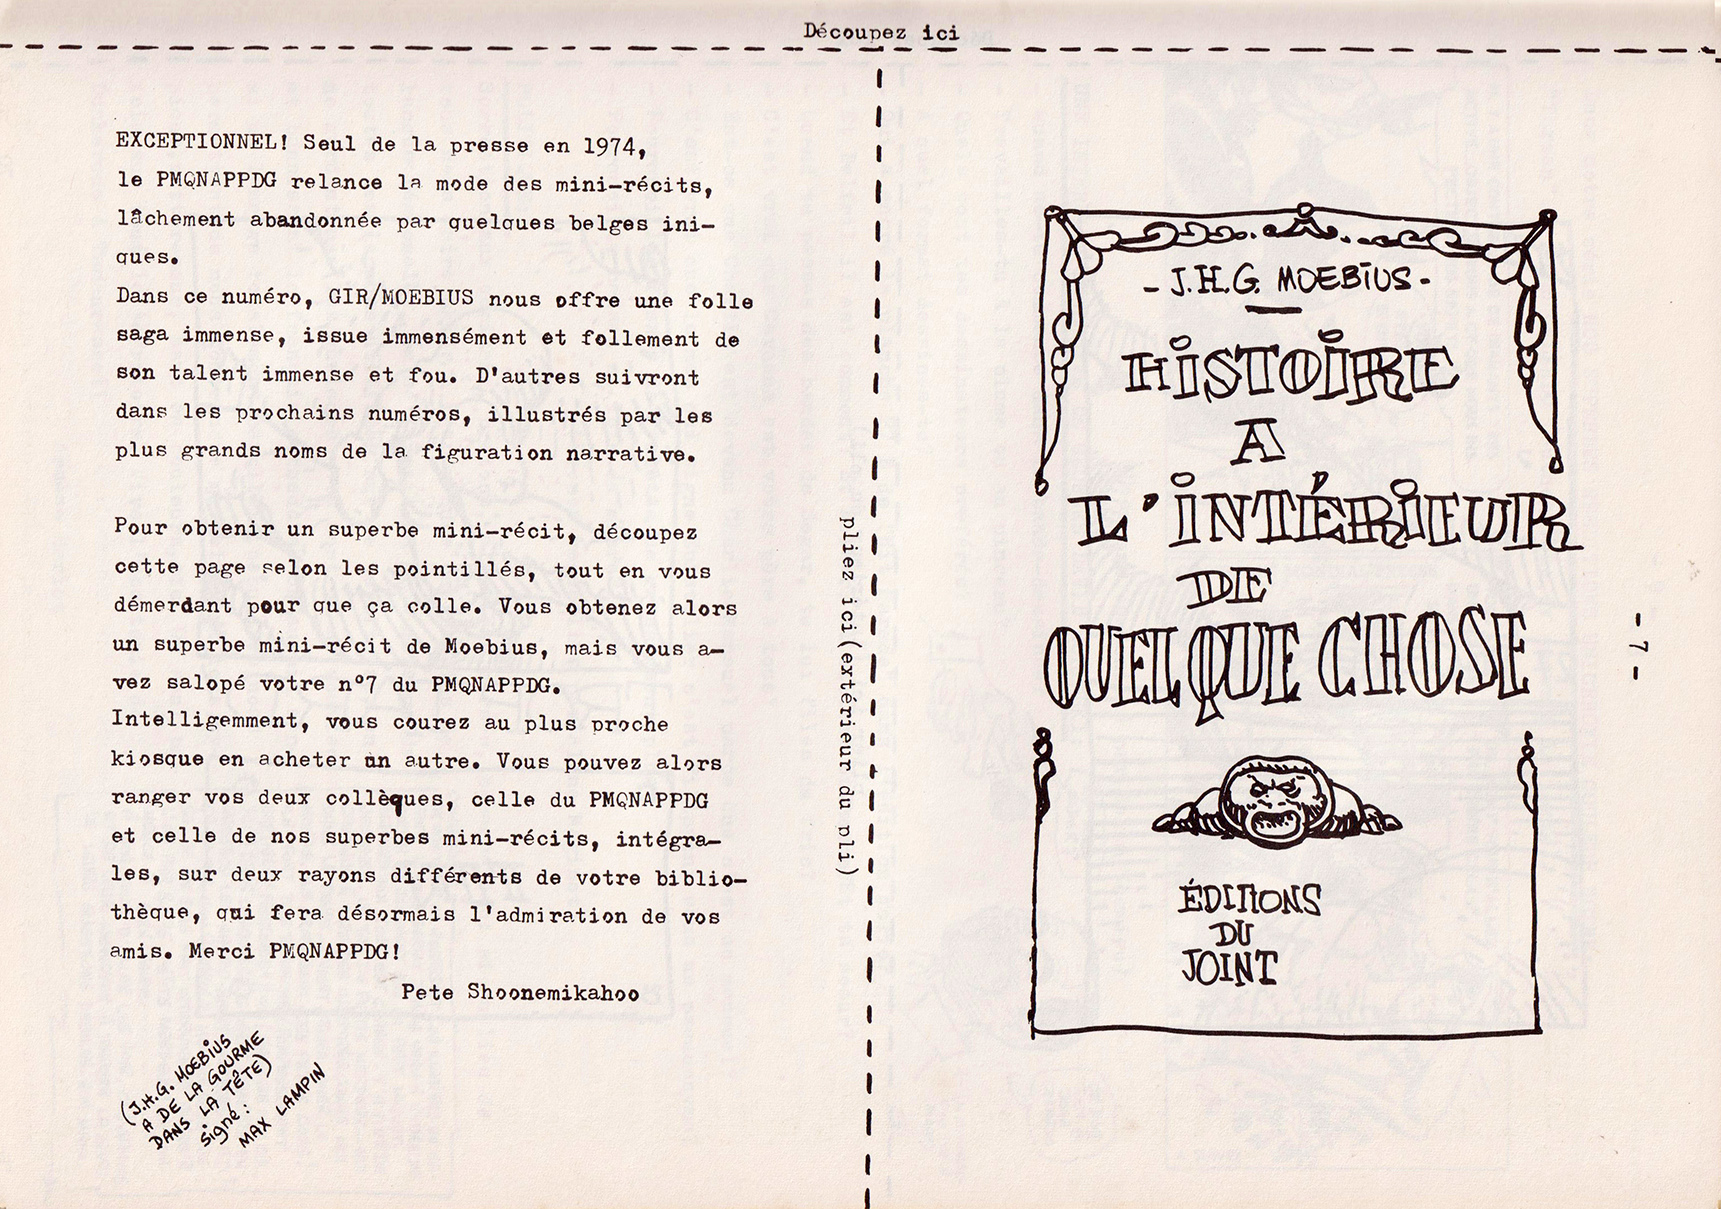 Découpez ici
EXCEPTIONNEL! Seul de la presse en 1974,
le PMQNAPPDG relance la mode des mini-récits,
lâchement abandonnée par quelques belges ini-
ques.
Dans ce numéro, GIR/MOEBIUS nous offre une folle
saga immense, issue immensément et follement de
son talent immense et fou. D'autres suivront
dans les prochains numéros, illustrés par les
plus grands noms de la figuration narrative.
Pour obtenir un superbe mini-récit, découpez
cette page selon les pointillés, tout en vous
démerdant pour que ça colle. Vous obtenez alors
un superbe mini-récit de Moebius, mais vous a-
vez salopé votre n°7 du PMQNAPPDG.
Intelligemment, vous courez au plus proche
kiosque en acheter un autre. Vous pouvez alors
ranger vos deux collèques, celle du PMQNAPPDG
et celle de nos superbes mini-récits, intégra-
les, sur deux rayons différents de votre biblio-
thèque, qui fera désormais l'admiration de vos
amis. Merci PMQNAPPDG!
Pete Shoonemikahoo
(J.H.G. MOEBIUS
A DE LA GOURME
DANS LA TÊTE)
signé:
MAX LAMPIN
pliez ici(extérieur du pli)
- J.H.G. MOEBIUS -
HISTOIRE
A
L'INTÉRIEUR
DE
QUELQUE CHOSE
ÉDITIONS
DU
JOINT
- 7 -